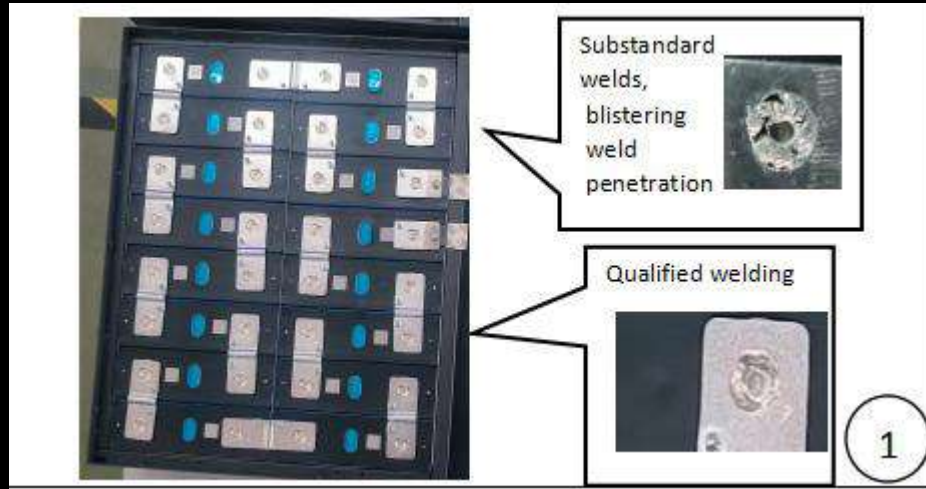 Substandard
welds,
blistering
weld
penetration
Qualified welding
1